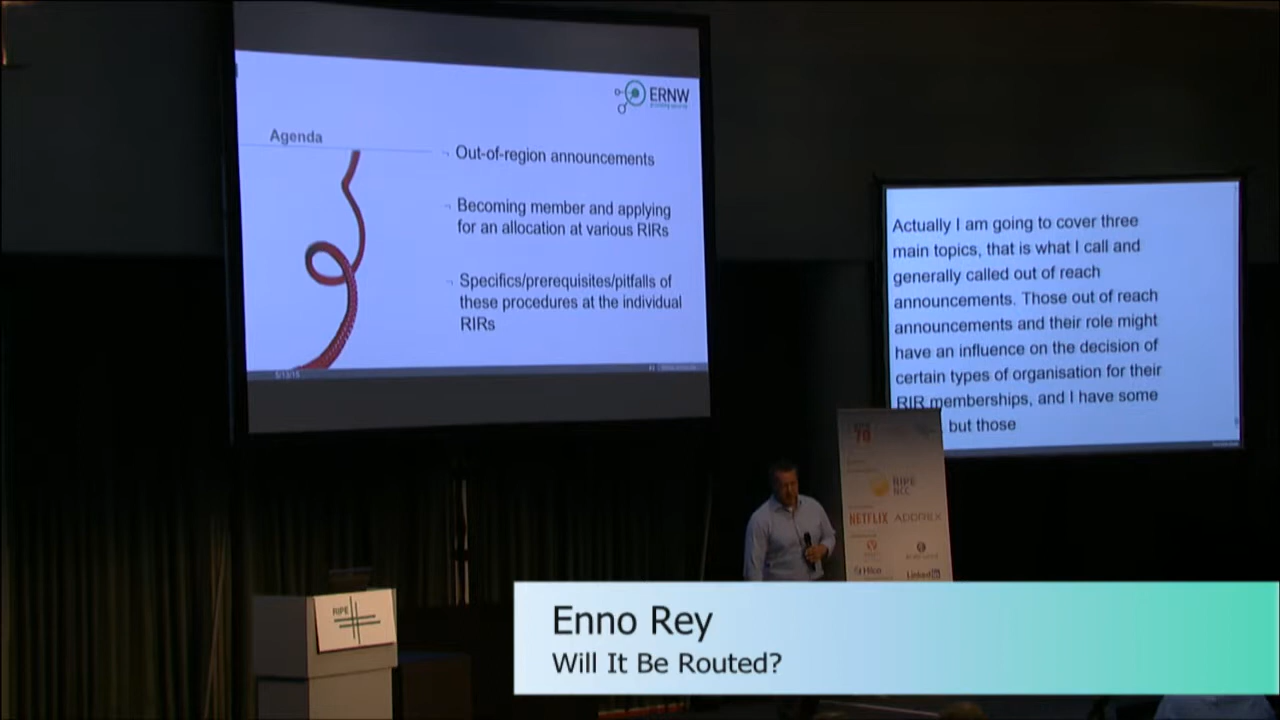 ERNW
Agenda
Out-of-region announcements
Becoming member and applying
for an allocation at various RIRs
Specifics/prerequisites/pitfalls of
these procedures at the individual
RIRs
Actually I am going to cover three
main topics, that is what I call and
generally called out of reach
announcements. Those out of reach
announcements and their role might
have an influence on the decision of
certain types of organisation for their
RIR memberships, and I have some
but those
70
RIPE
NCC
NETFLIX
LinkedIn
RIPE
Enno Rey
Will It Be Routed?